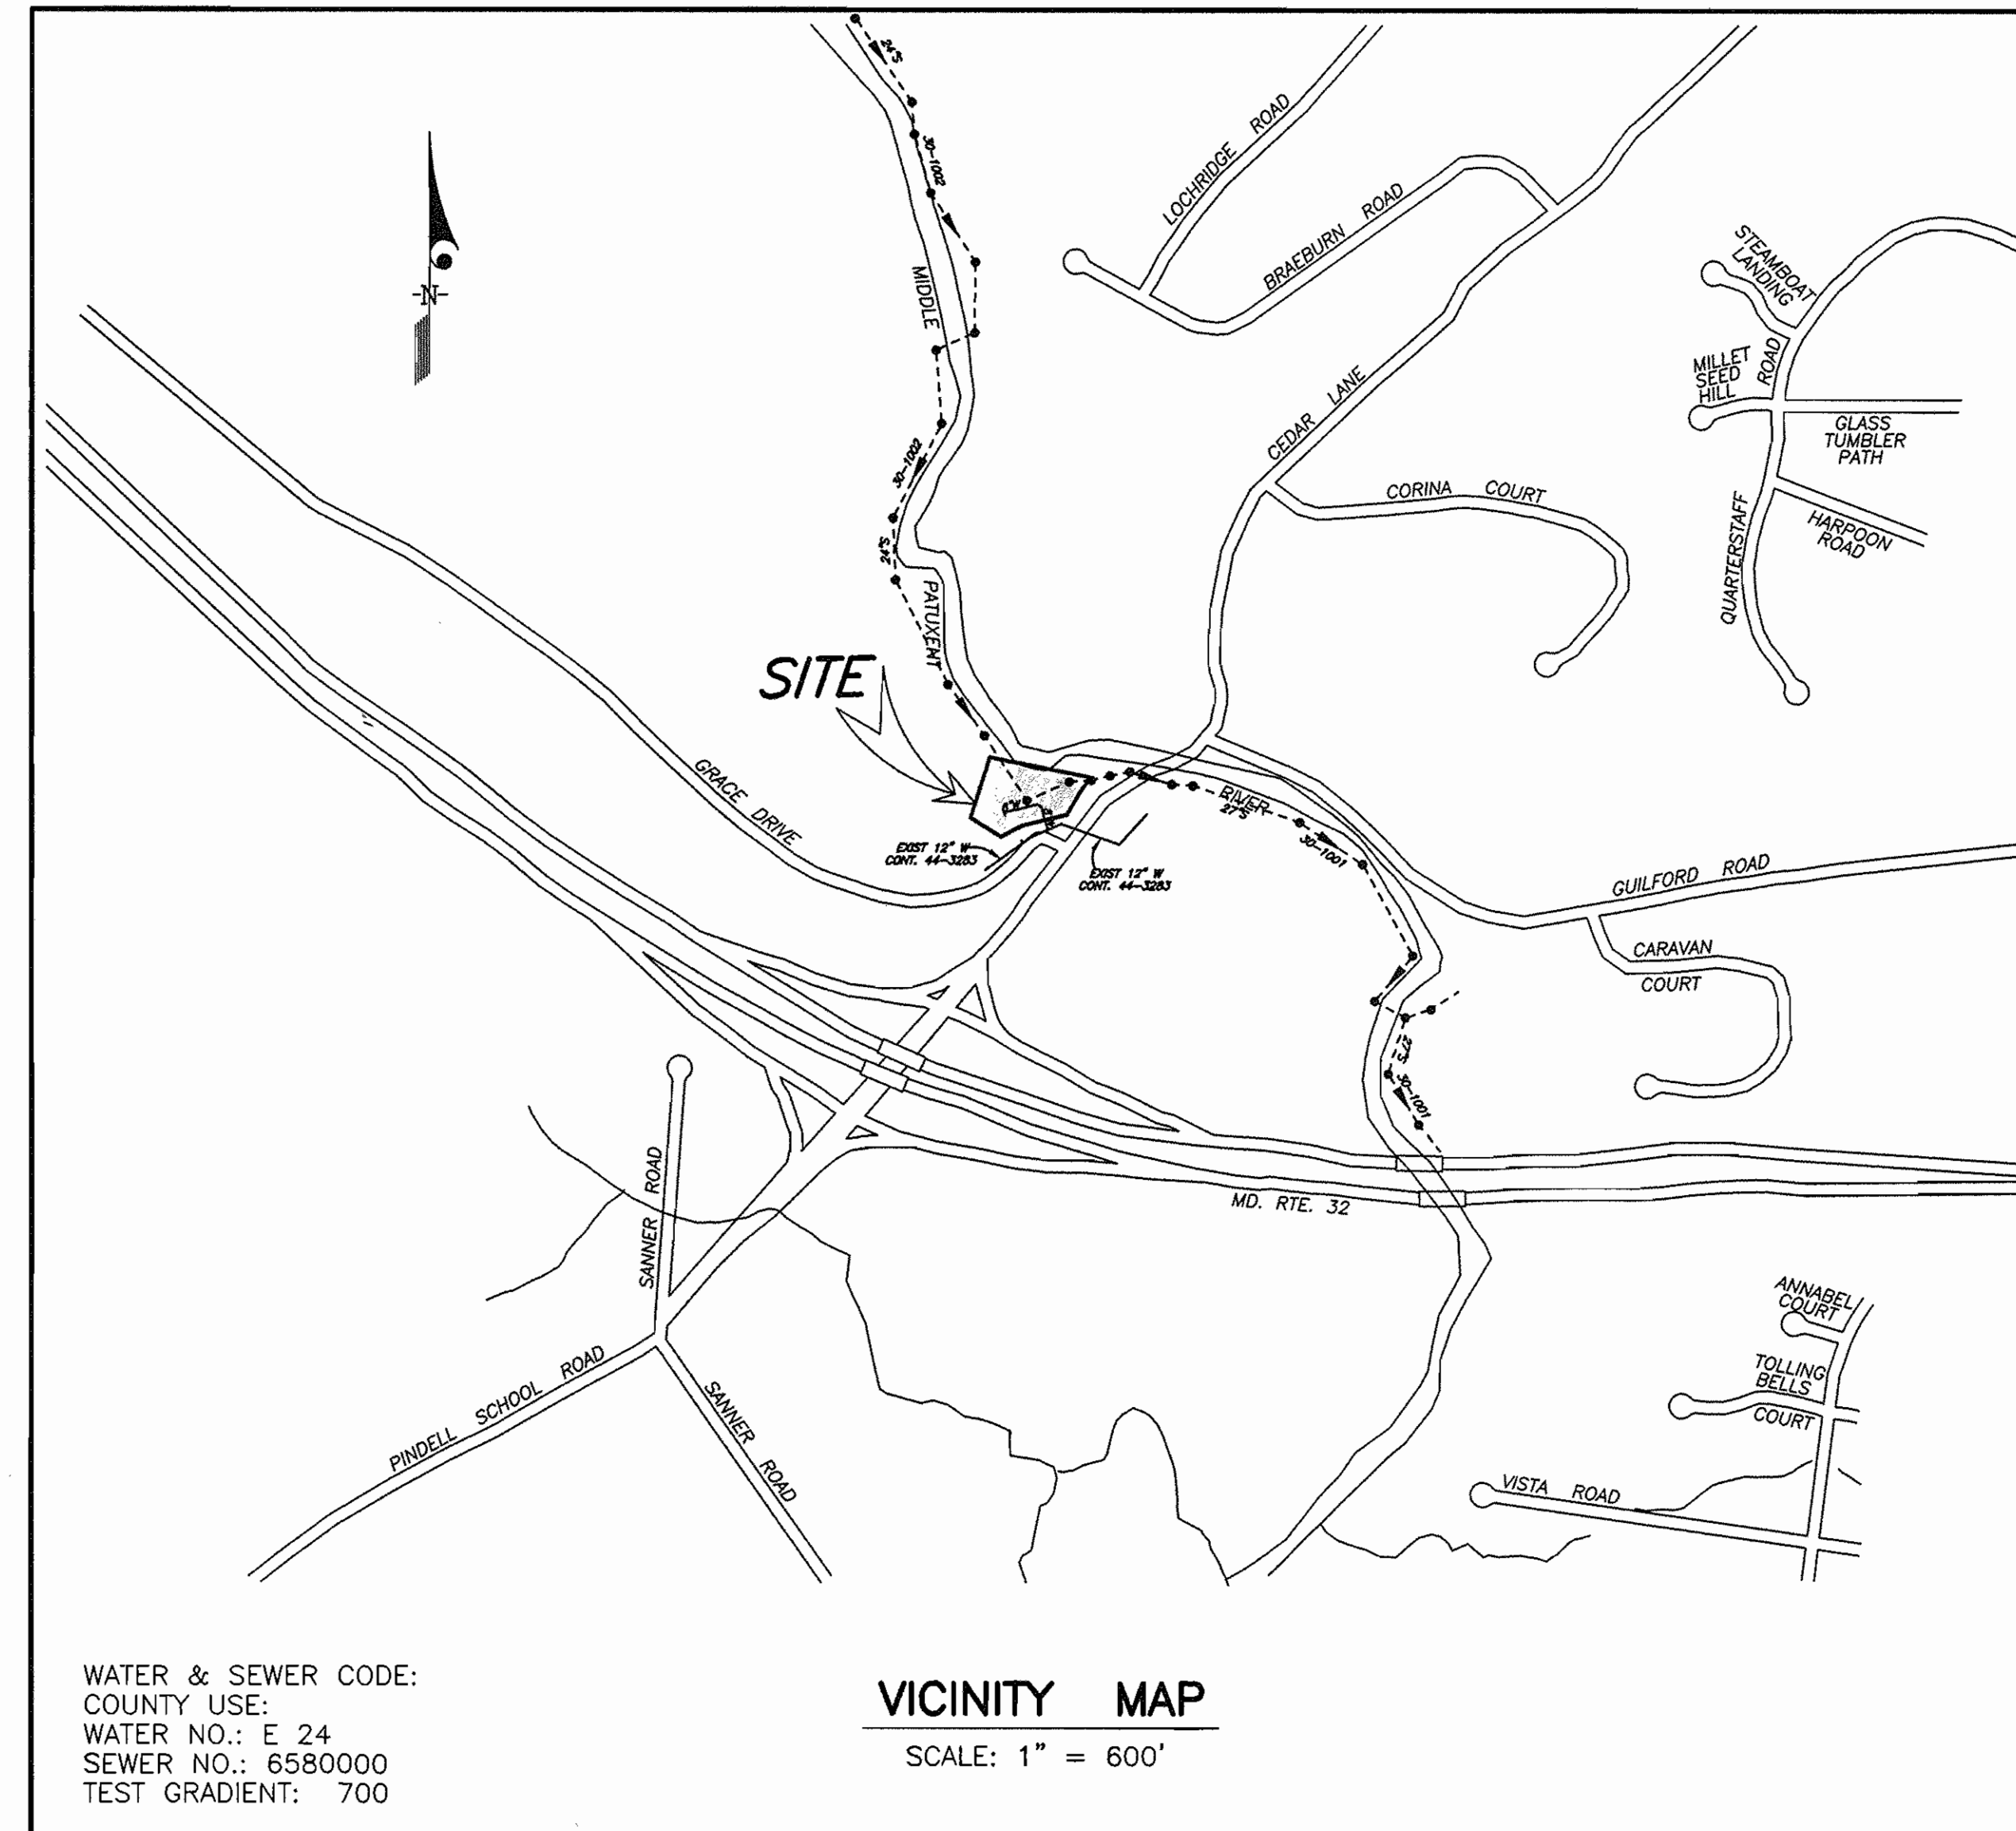 24"S
30-1002
LOCHRIDGE ROAD
BRAEBURN ROAD
STEAMBOAT
LANDING
-N-
MIDDLE
MILLET
SEED
HILL
ROAD
CEDAR LANE
GLASS
TUMBLER
PATH
30-1002
CORINA COURT
QUARTERSTAFF
HARPOON
ROAD
24"S
PATUXENT
SITE
GRACE DRIVE
8"W
RIVER
27"S
30-1001
EXIST 12" W
CONT. 44-3283
EXIST 12" W
CONT. 44-3283
GUILFORD ROAD
CARAVAN
COURT
27"S
30-1001
SANNER ROAD
MD. RTE. 32
ANNABEL
COURT
TOLLING
BELLS
COURT
PINDELL SCHOOL ROAD
SANNER ROAD
VISTA ROAD
WATER & SEWER CODE:
COUNTY USE:
WATER NO.: E 24
SEWER NO.: 6580000
TEST GRADIENT: 700
VICINITY MAP
SCALE: 1" = 600'